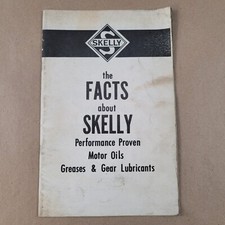 SKELLY
S
the
FACTS
about
SKELLY
Performance Proven
Motor Oils
Greases & Gear Lubricants